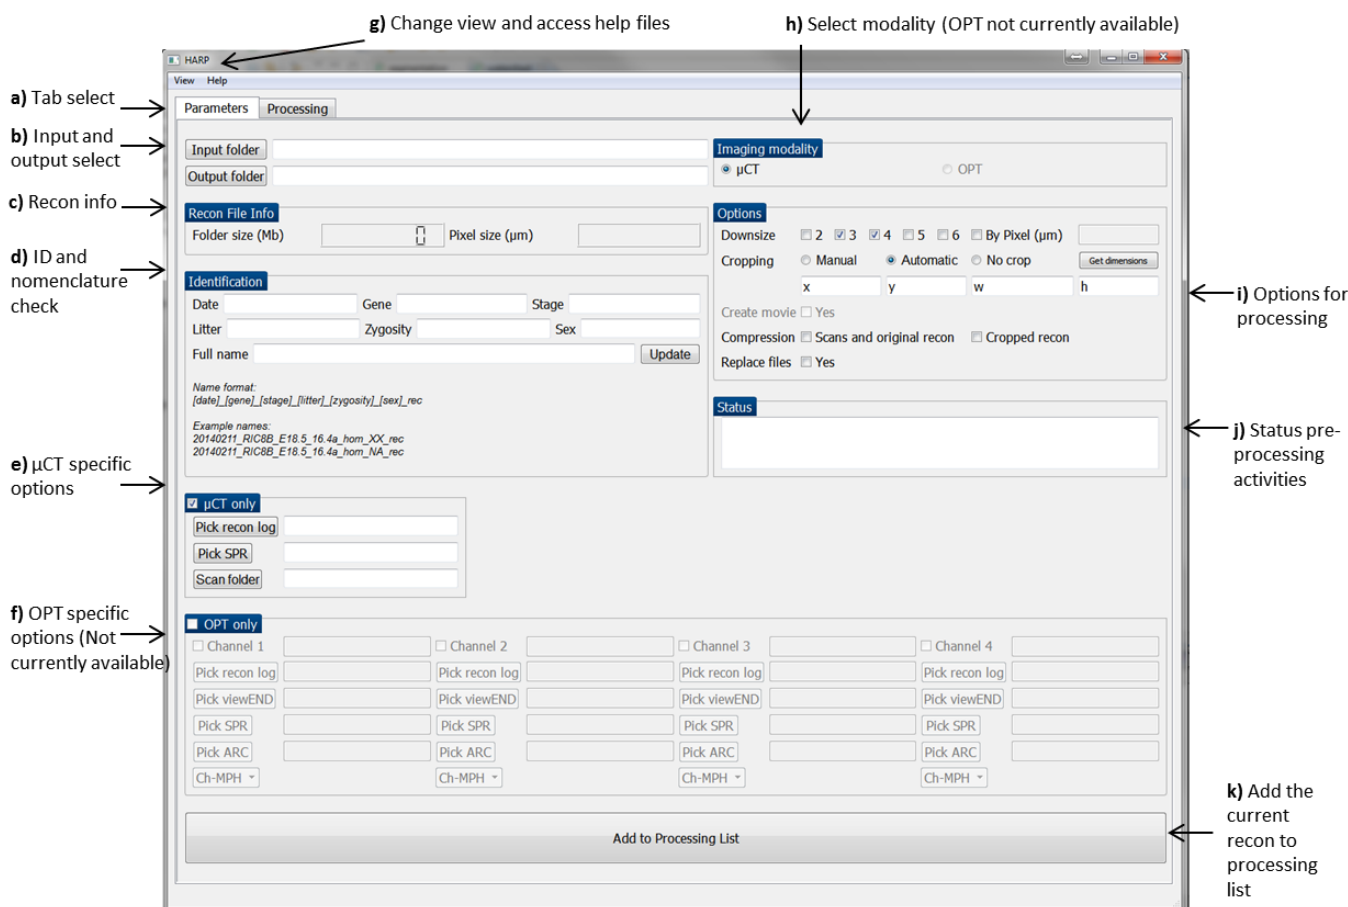 g) Change view and access help files
h) Select modality (OPT not currently available)
HARP
View Help
a) Tab select
Parameters Processing
b) Input and
output select
Input folder
Output folder
Imaging modality
µCT OPT
c) Recon info
Recon File Info
Folder size (Mb) 0 Pixel size (µm)
Options
Downsize 2 3 4 5 6 By Pixel (µm)
Cropping Manual Automatic No crop Get dimensions
x y w h
Create movie Yes
Compression Scans and original recon Cropped recon
Replace files Yes
d) ID and
nomenclature
check
Identification
Date Gene Stage
Litter Zygosity Sex
Full name Update
Name format:
[date]_[gene]_[stage]_[litter]_[zygosity]_[sex]_rec
Example names:
20140211_RIC8B_E18.5_16.4a_hom_XX_rec
20140211_RIC8B_E18.5_16.4a_hom_NA_rec
i) Options for
processing
Status
j) Status pre-
processing
activities
e) µCT specific
options
µCT only
Pick recon log
Pick SPR
Scan folder
f) OPT specific
options (Not
currently available)
OPT only
Channel 1 Channel 2 Channel 3 Channel 4
Pick recon log Pick recon log Pick recon log Pick recon log
Pick viewEND Pick viewEND Pick viewEND Pick viewEND
Pick SPR Pick SPR Pick SPR Pick SPR
Pick ARC Pick ARC Pick ARC Pick ARC
Ch-MPH Ch-MPH Ch-MPH Ch-MPH
Add to Processing List
k) Add the
current
recon to
processing
list